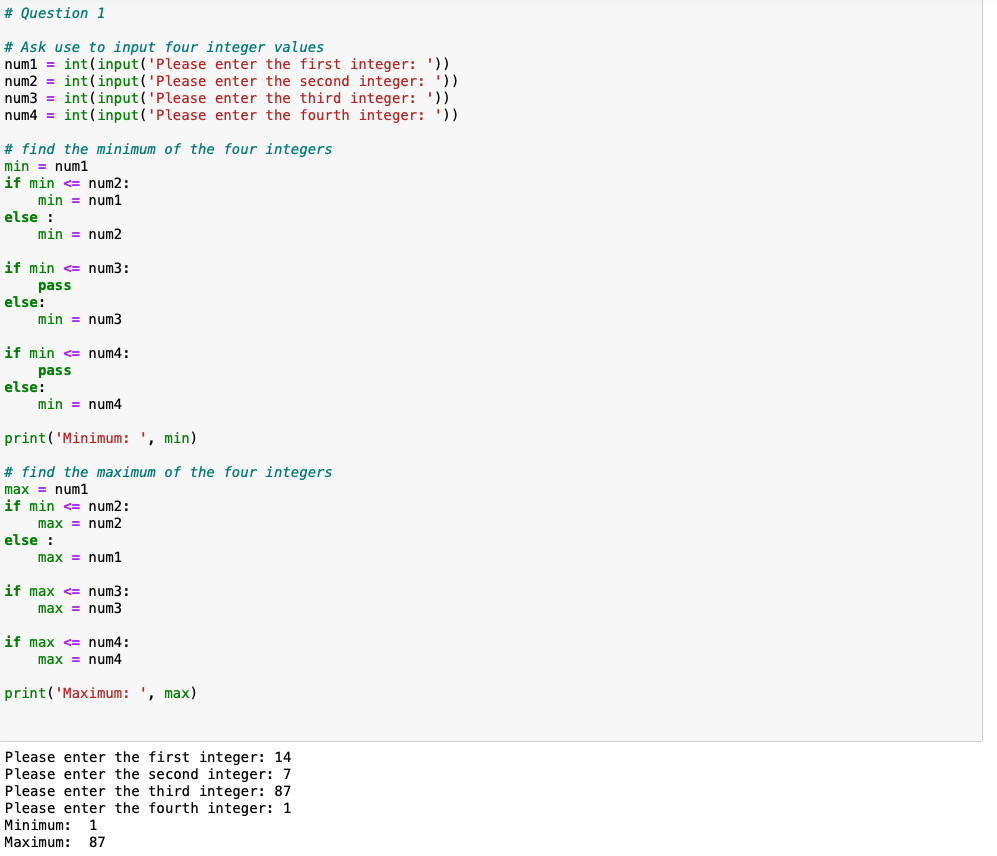 # Question 1
# Ask use to input four integer values
num1 = int(input('Please enter the first integer: '))
num2 = int(input('Please enter the second integer: '))
num3 = int(input('Please enter the third integer: '))
num4 = int(input('Please enter the fourth integer: '))
# find the minimum of the four integers
min = num1
if min <= num2:
    min = num1
else :
    min = num2
if min <= num3:
    pass
else:
    min = num3
if min <= num4:
    pass
else:
    min = num4
print('Minimum: ', min)
# find the maximum of the four integers
max = num1
if min <= num2:
    max = num2
else :
    max = num1
if max <= num3:
    max = num3
if max <= num4:
    max = num4
print('Maximum: ', max)
Please enter the first integer: 14
Please enter the second integer: 7
Please enter the third integer: 87
Please enter the fourth integer: 1
Minimum:  1
Maximum:  87